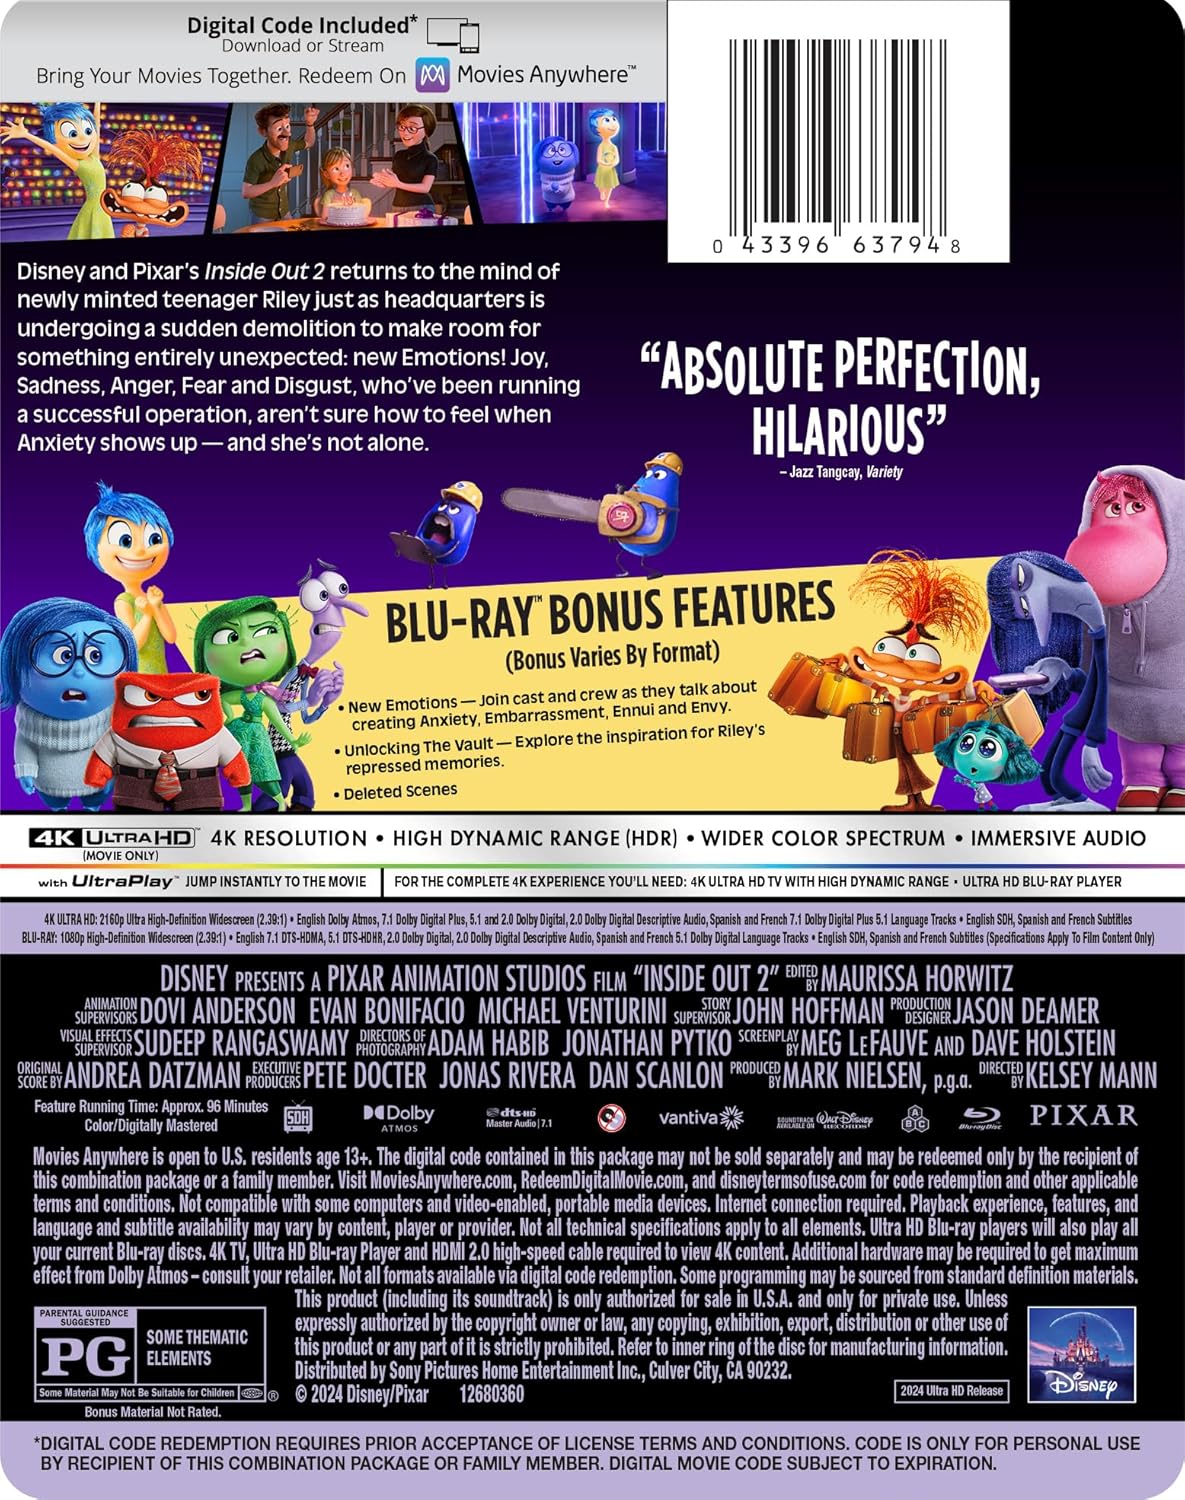 Digital Code Included*
Download or Stream
Bring Your Movies Together. Redeem On Movies Anywhere™
0 43396 63794 8
Disney and Pixar's Inside Out 2 returns to the mind of
newly minted teenager Riley just as headquarters is
undergoing a sudden demolition to make room for
something entirely unexpected: new Emotions! Joy,
Sadness, Anger, Fear and Disgust, who've been running
a successful operation, aren't sure how to feel when
Anxiety shows up — and she's not alone.
“ABSOLUTE PERFECTION,
HILARIOUS”
– Jazz Tangcay, Variety
BLU-RAY™ BONUS FEATURES
(Bonus Varies By Format)
• New Emotions — Join cast and crew as they talk about
creating Anxiety, Embarrassment, Ennui and Envy.
• Unlocking The Vault — Explore the inspiration for Riley's
repressed memories.
• Deleted Scenes
4K ULTRA HD™ 4K RESOLUTION • HIGH DYNAMIC RANGE (HDR) • WIDER COLOR SPECTRUM • IMMERSIVE AUDIO
(MOVIE ONLY)
with UltraPlay™ JUMP INSTANTLY TO THE MOVIE FOR THE COMPLETE 4K EXPERIENCE YOU'LL NEED: 4K ULTRA HD TV WITH HIGH DYNAMIC RANGE • ULTRA HD BLU-RAY PLAYER
4K ULTRA HD: 2160p Ultra High-Definition Widescreen (2.39:1) • English Dolby Atmos, 7.1 Dolby Digital Plus, 5.1 and 2.0 Dolby Digital, 2.0 Dolby Digital Descriptive Audio, Spanish and French 7.1 Dolby Digital Plus 5.1 Language Tracks • English SDH, Spanish and French Subtitles
BLU-RAY: 1080p High-Definition Widescreen (2.39:1) • English 7.1 DTS-HDMA, 5.1 DTS-HDHR, 2.0 Dolby Digital, 2.0 Dolby Digital Descriptive Audio, Spanish and French 5.1 Dolby Digital Language Tracks • English SDH, Spanish and French Subtitles (Specifications Apply To Film Content Only)
DISNEY PRESENTS A PIXAR ANIMATION STUDIOS FILM “INSIDE OUT 2” EDITED BY MAURISSA HORWITZ
ANIMATION SUPERVISORS DOVI ANDERSON EVAN BONIFACIO MICHAEL VENTURINI STORY SUPERVISOR JOHN HOFFMAN PRODUCTION DESIGNER JASON DEAMER
VISUAL EFFECTS SUPERVISOR SUDEEP RANGASWAMY DIRECTORS OF PHOTOGRAPHY ADAM HABIB JONATHAN PYTKO SCREENPLAY BY MEG LeFAUVE AND DAVE HOLSTEIN
ORIGINAL SCORE BY ANDREA DATZMAN EXECUTIVE PRODUCERS PETE DOCTER JONAS RIVERA DAN SCANLON PRODUCED BY MARK NIELSEN, p.g.a. DIRECTED BY KELSEY MANN
Feature Running Time: Approx. 96 Minutes
Color/Digitally Mastered
SDH
Dolby
ATMOS
dts-HD
Master Audio | 7.1
vantiva
SOUNDTRACK AVAILABLE ON WALT DISNEY RECORDS
A B C
Blu-ray Disc
PIXAR
Movies Anywhere is open to U.S. residents age 13+. The digital code contained in this package may not be sold separately and may be redeemed only by the recipient of
this combination package or a family member. Visit MoviesAnywhere.com, RedeemDigitalMovie.com, and disneytermsofuse.com for code redemption and other applicable
terms and conditions. Not compatible with some computers and video-enabled, portable media devices. Internet connection required. Playback experience, features, and
language and subtitle availability may vary by content, player or provider. Not all technical specifications apply to all elements. Ultra HD Blu-ray players will also play all
your current Blu-ray discs. 4K TV, Ultra HD Blu-ray Player and HDMI 2.0 high-speed cable required to view 4K content. Additional hardware may be required to get maximum
effect from Dolby Atmos – consult your retailer. Not all formats available via digital code redemption. Some programming may be sourced from standard definition materials.
This product (including its soundtrack) is only authorized for sale in U.S.A. and only for private use. Unless
expressly authorized by the copyright owner or law, any copying, exhibition, export, distribution or other use of
this product or any part of it is strictly prohibited. Refer to inner ring of the disc for manufacturing information.
Distributed by Sony Pictures Home Entertainment Inc., Culver City, CA 90232.
© 2024 Disney/Pixar 12680360
PARENTAL GUIDANCE SUGGESTED
PG SOME THEMATIC ELEMENTS
Some Material May Not Be Suitable for Children ®
Bonus Material Not Rated.
2024 Ultra HD Release
Disney
*DIGITAL CODE REDEMPTION REQUIRES PRIOR ACCEPTANCE OF LICENSE TERMS AND CONDITIONS. CODE IS ONLY FOR PERSONAL USE
BY RECIPIENT OF THIS COMBINATION PACKAGE OR FAMILY MEMBER. DIGITAL MOVIE CODE SUBJECT TO EXPIRATION.